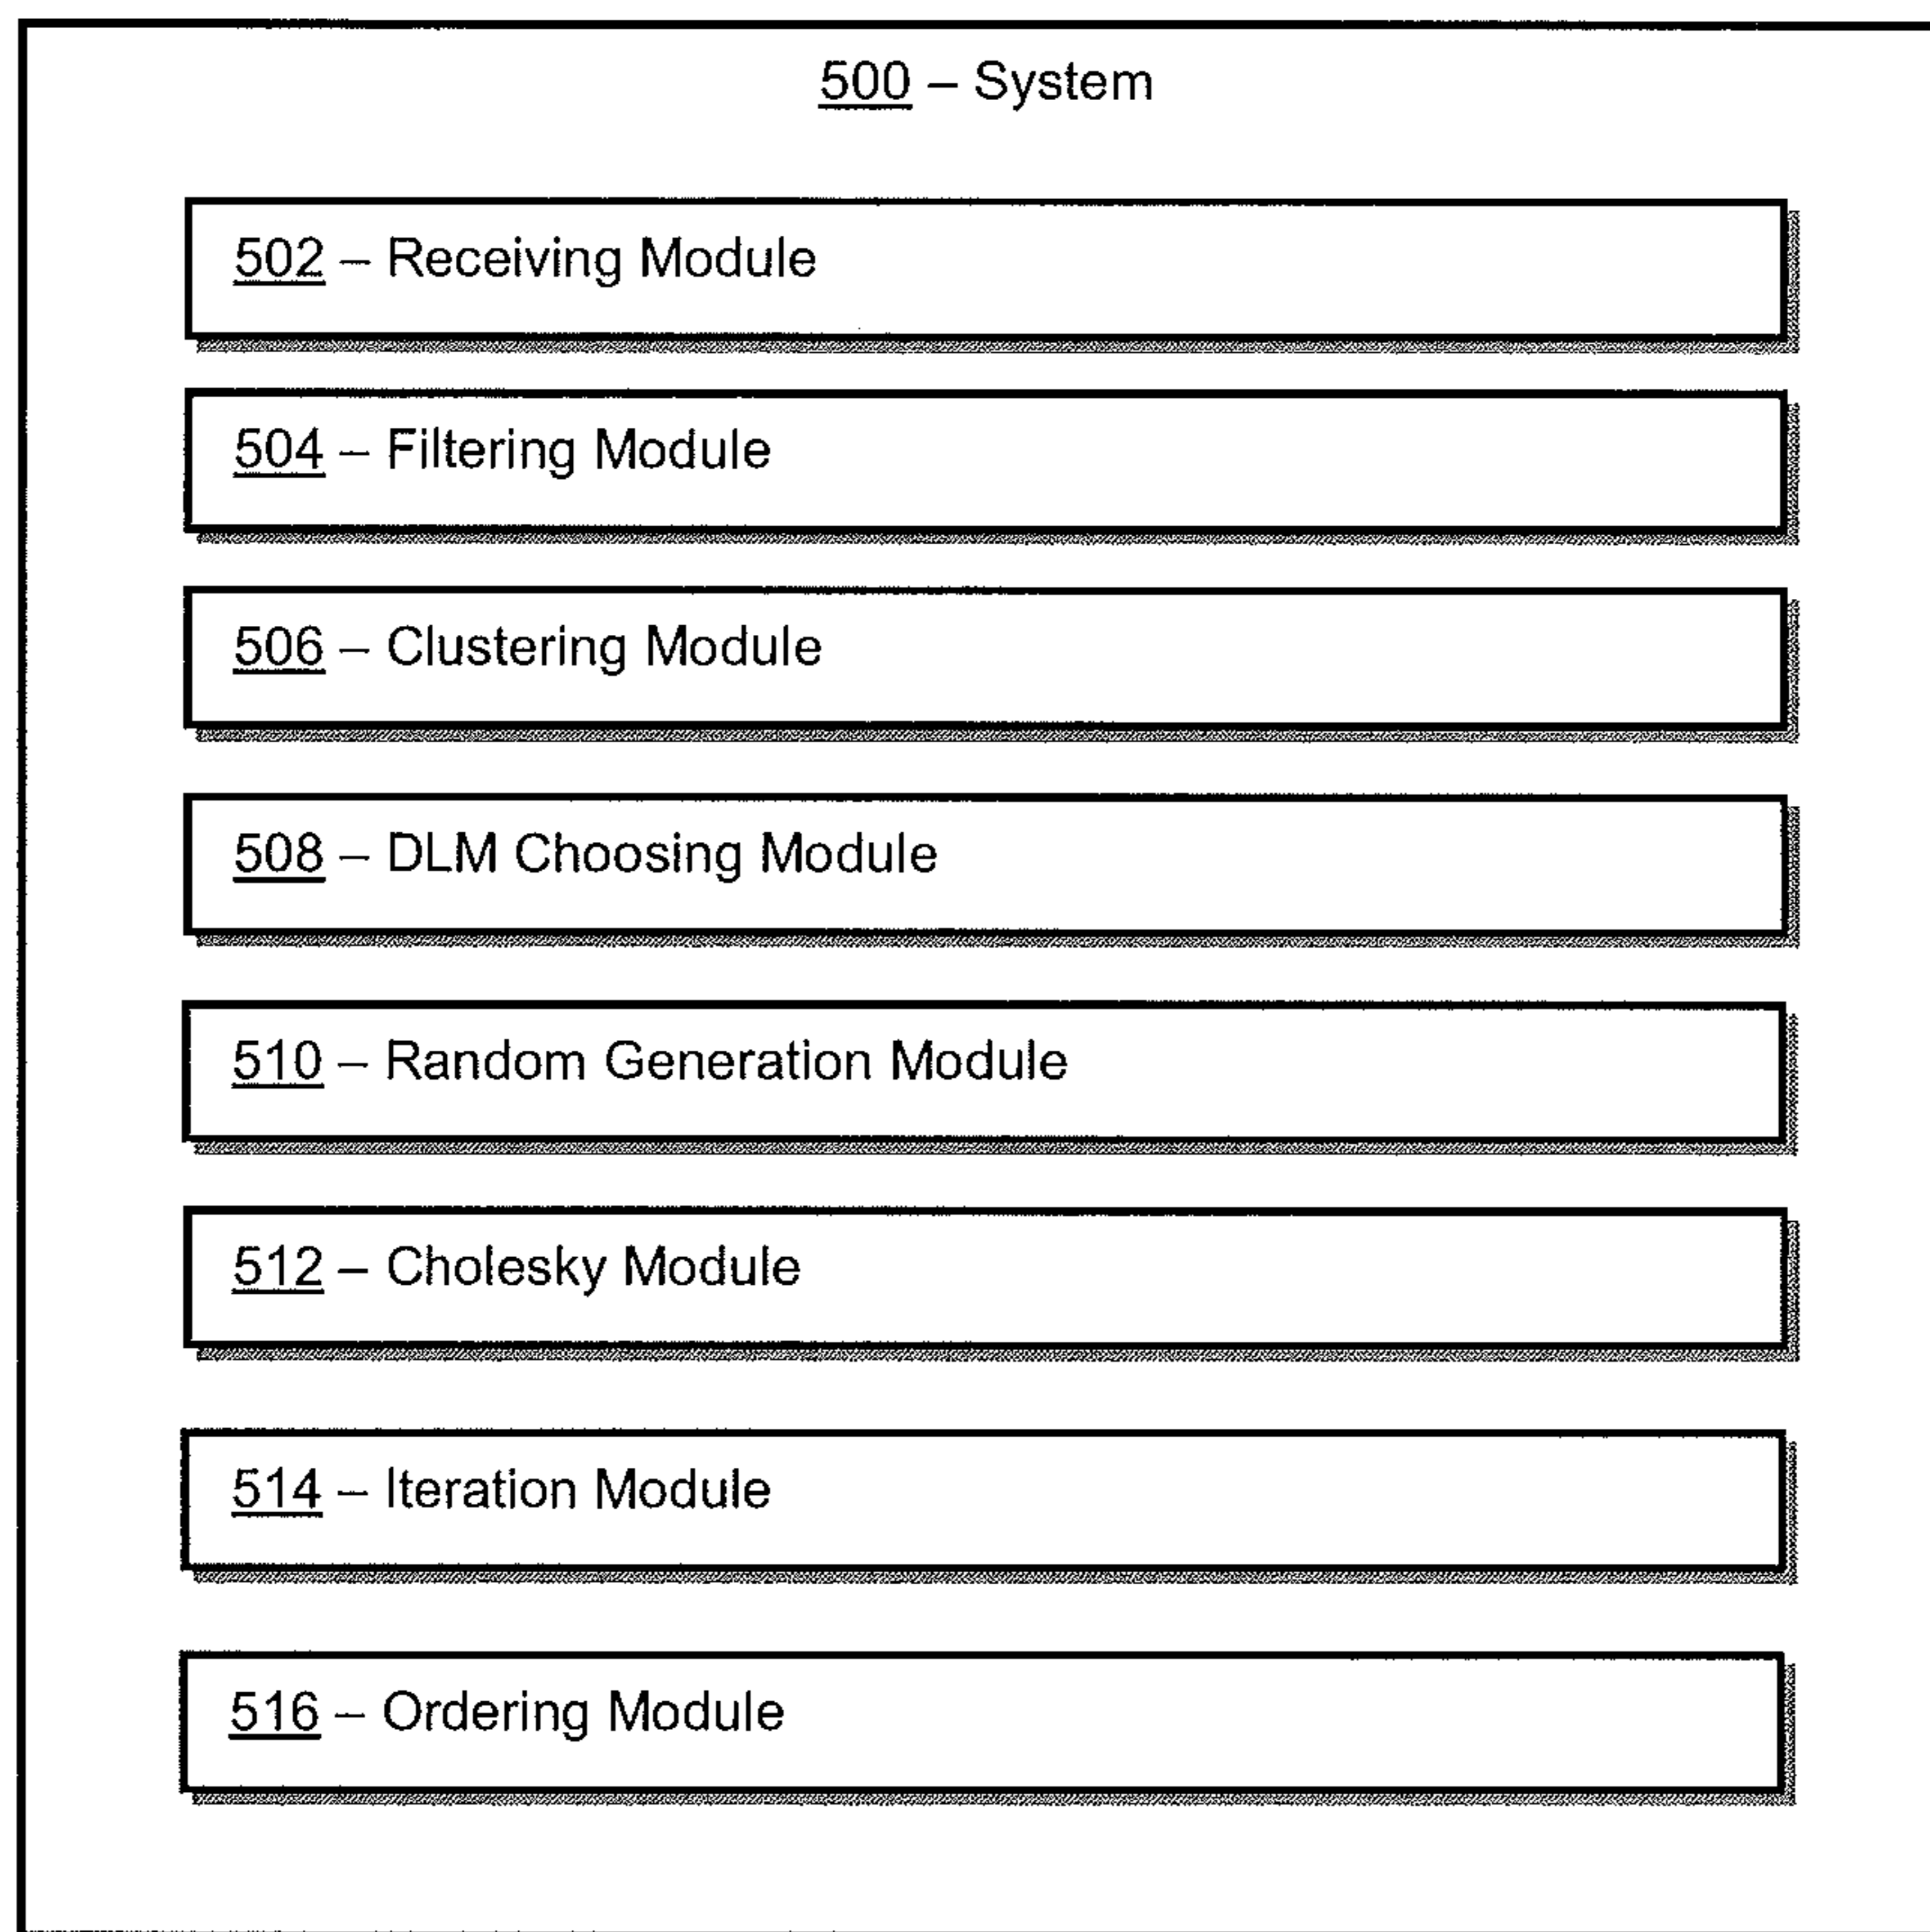 500 – System
502 – Receiving Module
504 – Filtering Module
506 – Clustering Module
508 – DLM Choosing Module
510 – Random Generation Module
512 – Cholesky Module
514 – Iteration Module
516 – Ordering Module